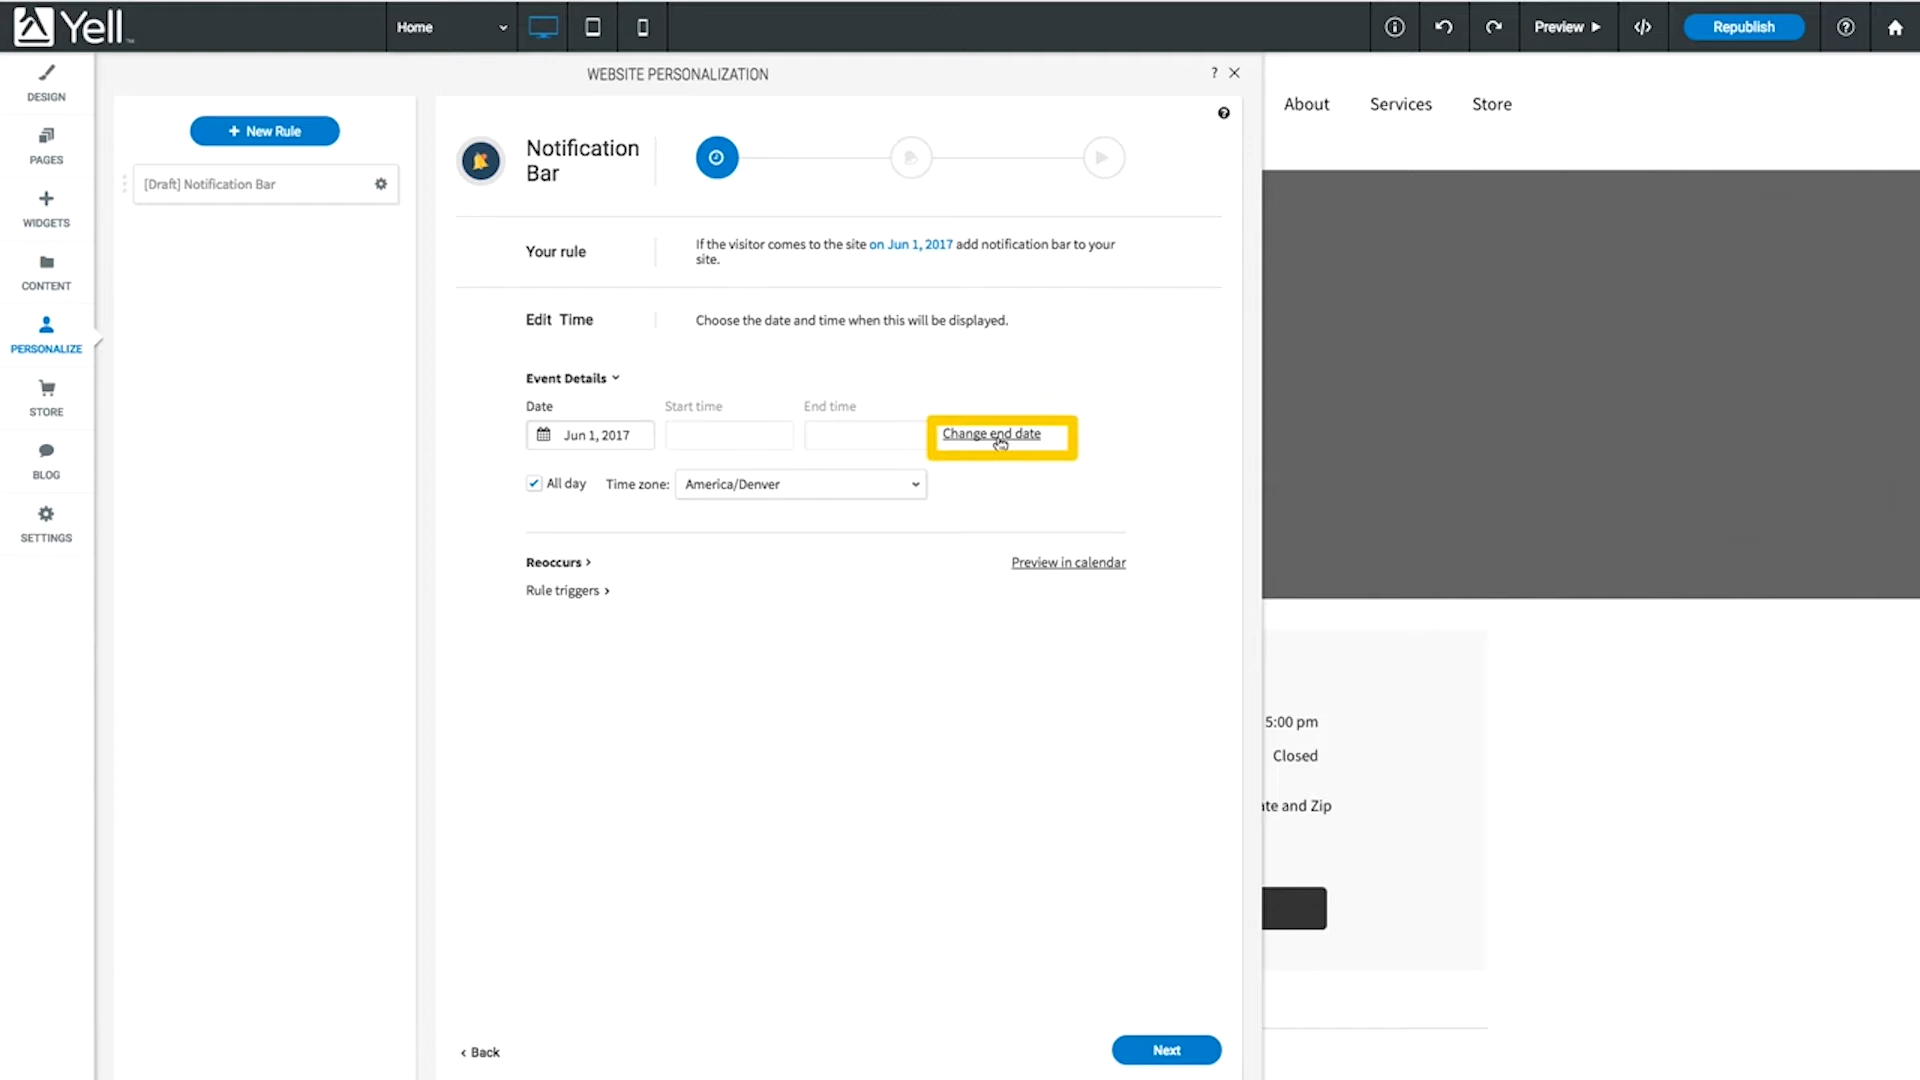 Yell™
Home
Preview
Republish
DESIGN
PAGES
WIDGETS
CONTENT
PERSONALIZE
STORE
BLOG
SETTINGS
WEBSITE PERSONALIZATION
?
+ New Rule
[Draft] Notification Bar
Notification
Bar
Your rule
If the visitor comes to the site on Jun 1, 2017 add notification bar to your
site.
Edit Time
Choose the date and time when this will be displayed.
Event Details
Date
Start time
End time
Jun 1, 2017
Change end date
All day
Time zone:
America/Denver
Reoccurs
Preview in calendar
Rule triggers
Back
Next
About
Services
Store
5:00 pm
Closed
ate and Zip